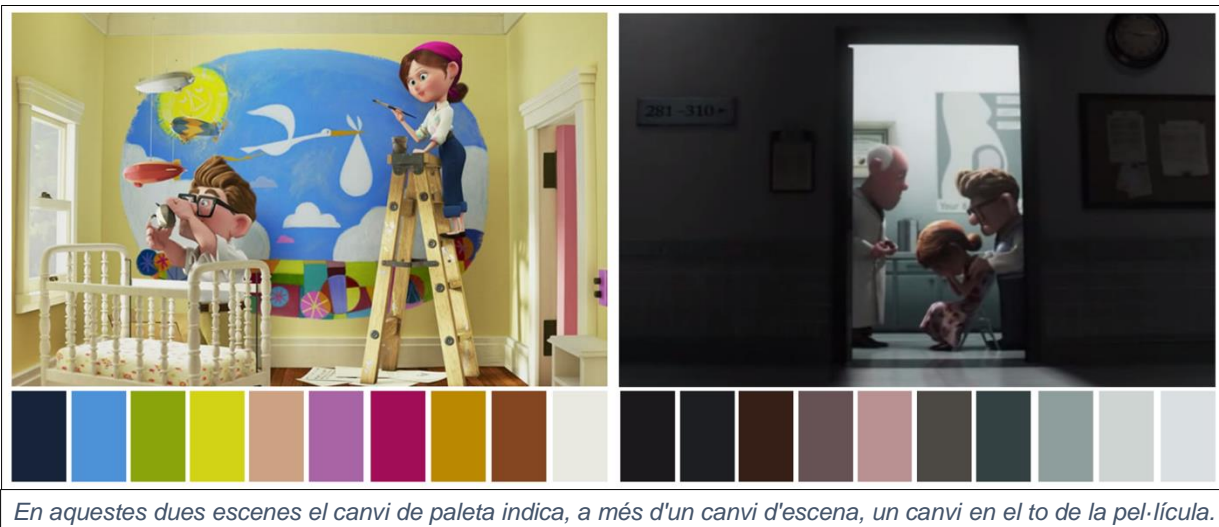 281-310
Your
En aquestes dues escenes el canvi de paleta indica, a més d'un canvi d'escena, un canvi en el to de la pel·lícula.